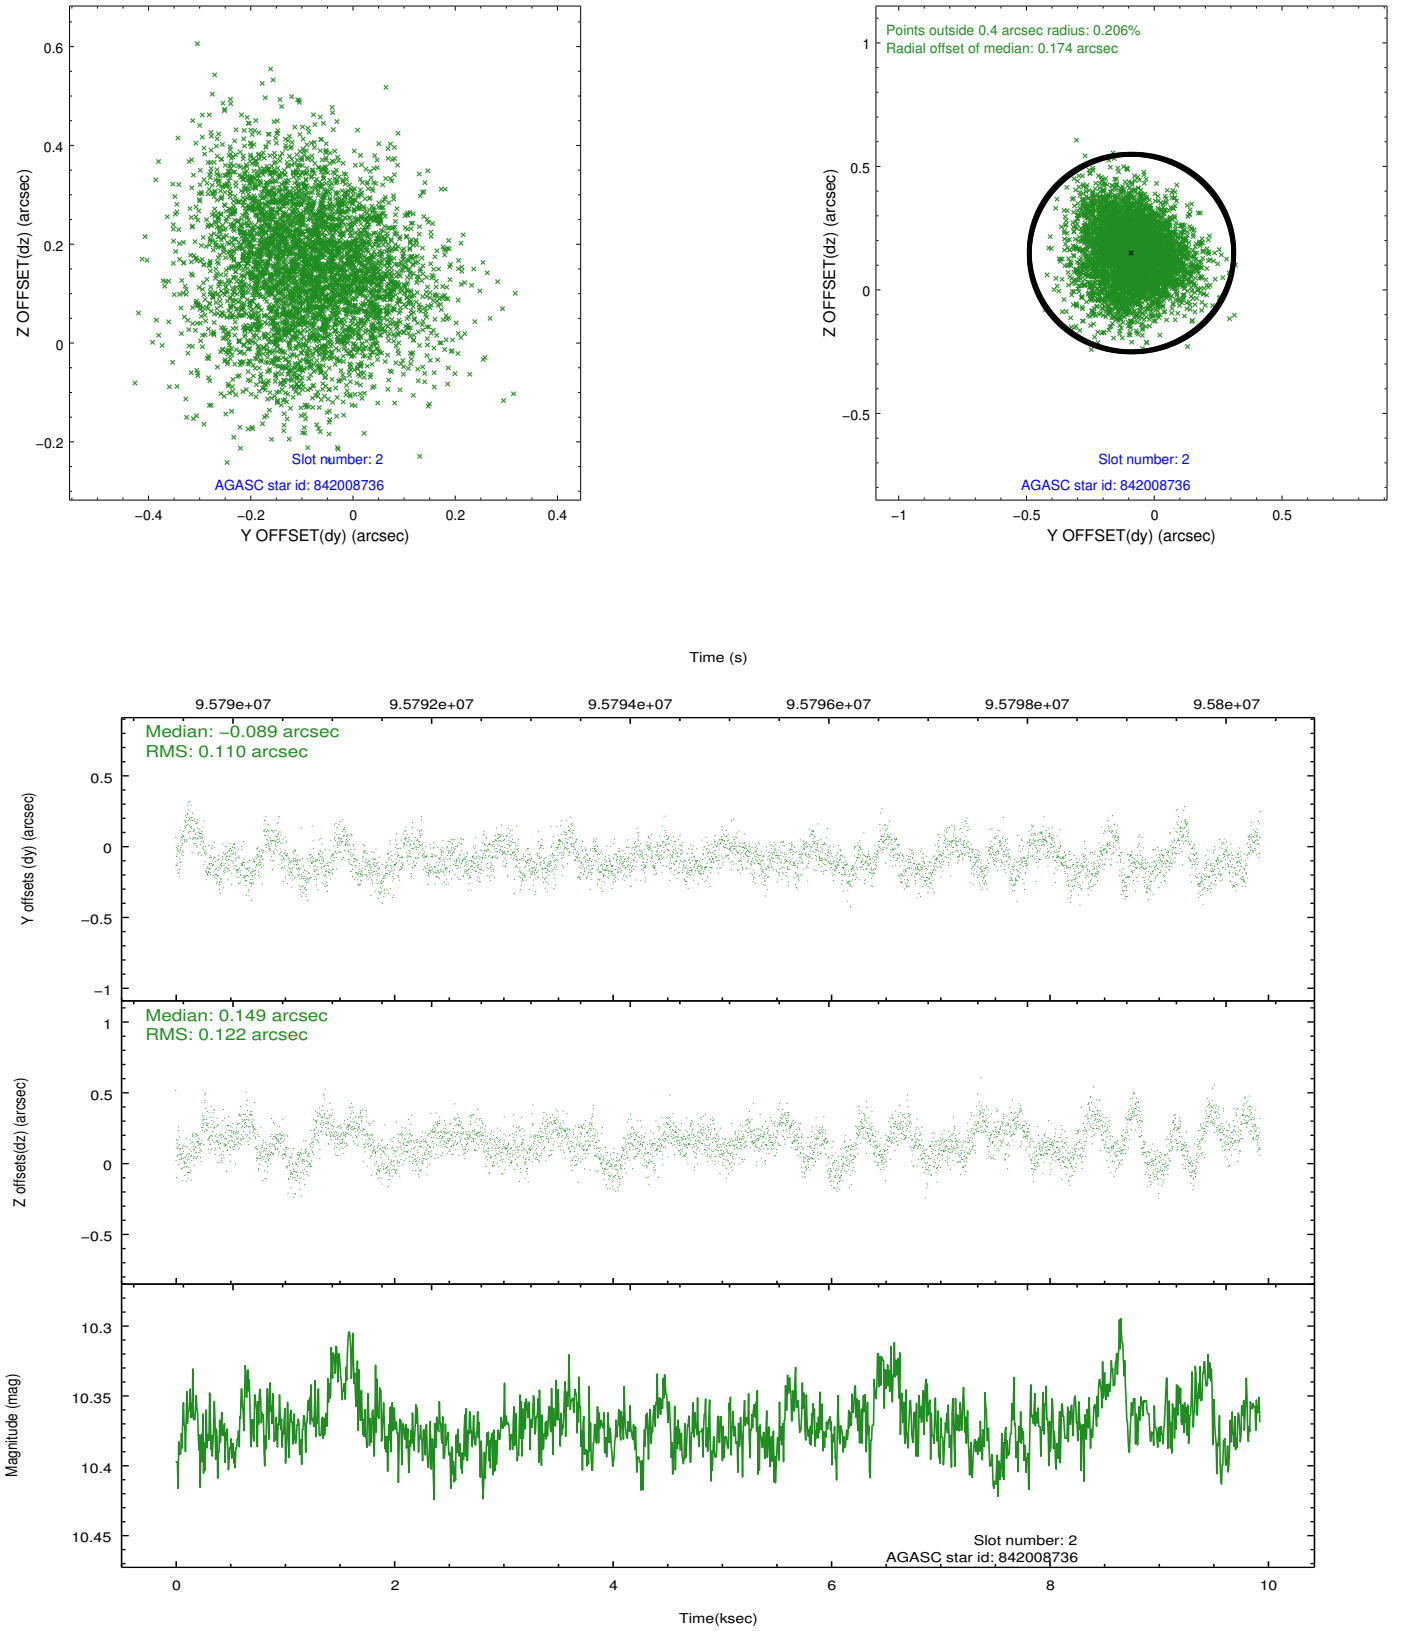 0.6
0.4
0.2
0
−0.2
−0.4
−0.2
0
0.2
0.4
Z OFFSET(dz) (arcsec)
Y OFFSET(dy) (arcsec)
Slot number: 2
AGASC star id: 842008736
Points outside 0.4 arcsec radius: 0.206%
Radial offset of median: 0.174 arcsec
1
0.5
0
−0.5
−1
−0.5
0
0.5
Z OFFSET(dz) (arcsec)
Y OFFSET(dy) (arcsec)
Slot number: 2
AGASC star id: 842008736
Time (s)
9.579e+07 9.5792e+07 9.5794e+07 9.5796e+07 9.5798e+07 9.58e+07
Median: −0.089 arcsec
RMS: 0.110 arcsec
0.5
0
−0.5
−1
Y offsets (dy) (arcsec)
Median: 0.149 arcsec
RMS: 0.122 arcsec
1
0.5
0
−0.5
Z offsets(dz) (arcsec)
10.3
10.35
10.4
10.45
Magnitude (mag)
Slot number: 2
AGASC star id: 842008736
0 2 4 6 8 10
Time(ksec)